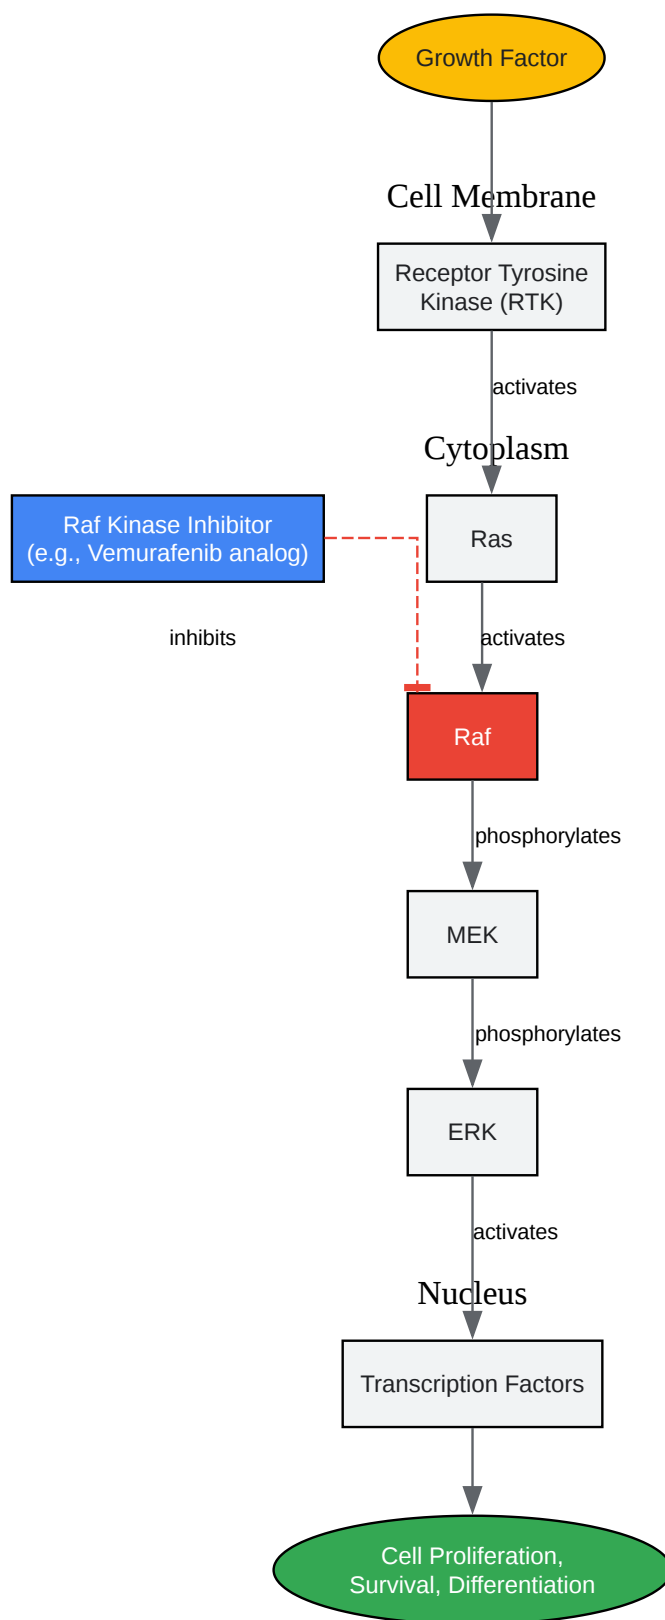 Growth Factor
Cell Membrane
Receptor Tyrosine
Kinase (RTK)
activates
Cytoplasm
Raf Kinase Inhibitor
(e.g., Vemurafenib analog)
Ras
inhibits
activates
Raf
phosphorylates
MEK
phosphorylates
ERK
activates
Nucleus
Transcription Factors
Cell Proliferation,
Survival, Differentiation